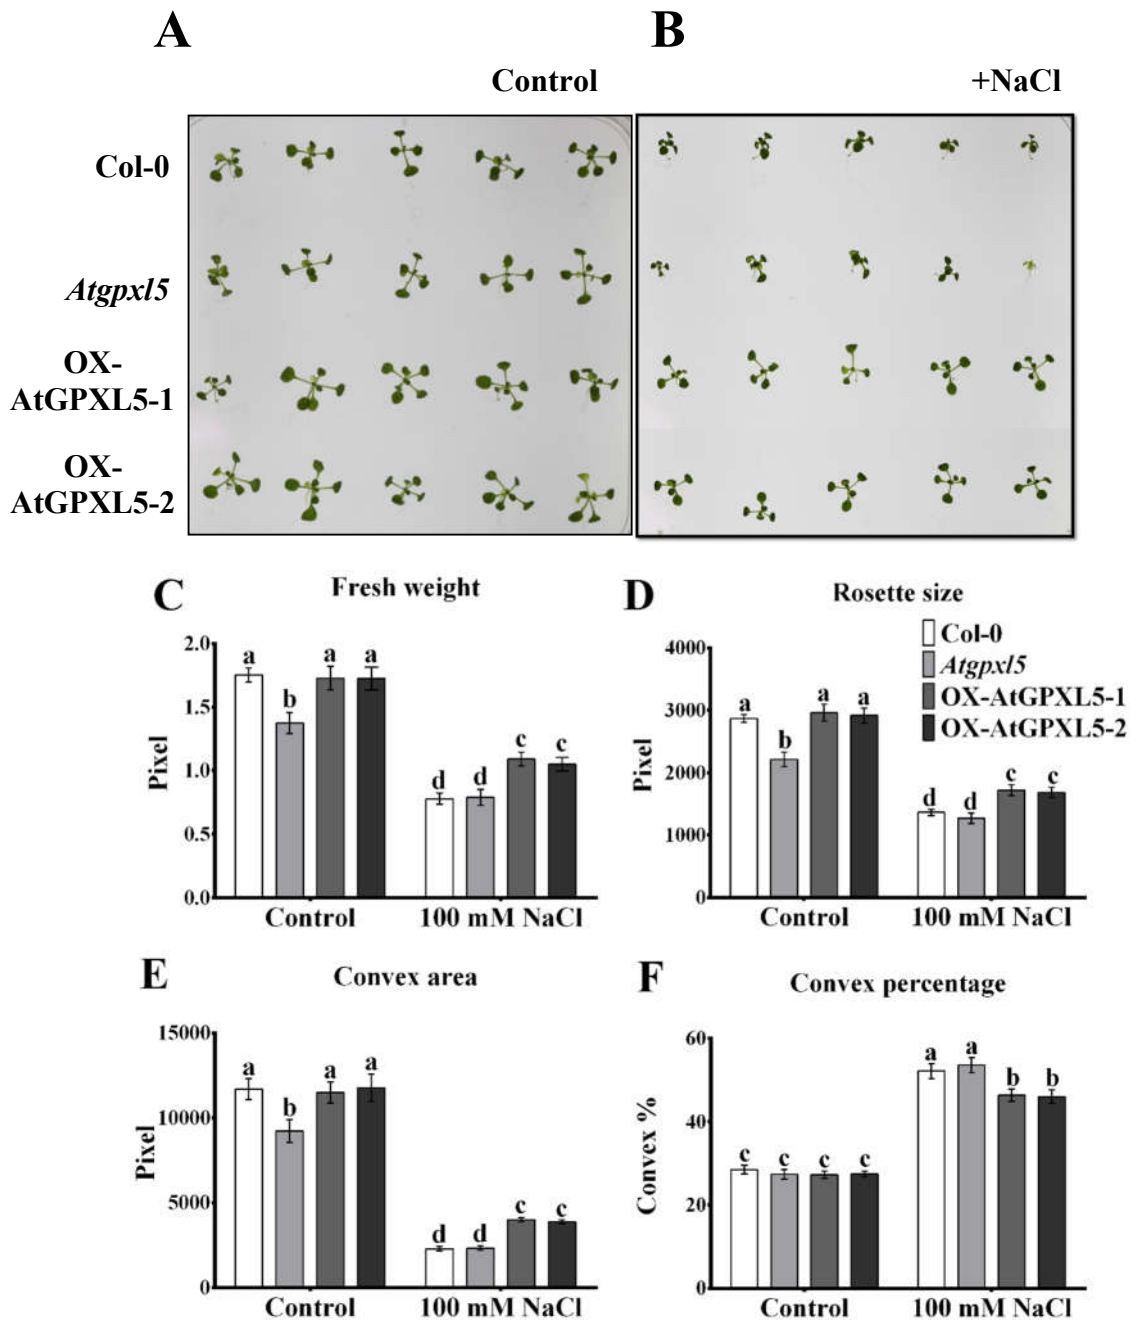 A
B
Control
+NaCl
Col-0
Atgpxl5
OX-
AtGPXL5-1
OX-
AtGPXL5-2
C
Fresh weight
Pixel
2.0
1.5
1.0
0.5
0.0
a
b
a
a
d
d
c
c
Control
100 mM NaCl
D
Rosette size
Col-0
Atgpxl5
OX-AtGPXL5-1
OX-AtGPXL5-2
Pixel
4000
3000
2000
1000
0
a
b
a
a
d
d
c
c
Control
100 mM NaCl
E
Convex area
Pixel
15000
10000
5000
0
a
b
a
a
d
d
c
c
Control
100 mM NaCl
F
Convex percentage
Convex %
60
40
20
0
c
c
c
c
a
a
b
b
Control
100 mM NaCl